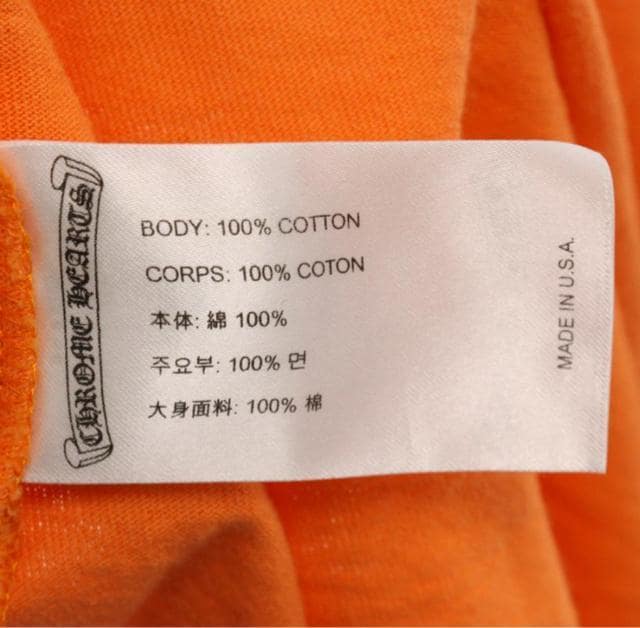 CHROME HEARTS
BODY: 100% COTTON
CORPS: 100% COTON
本体: 綿 100%
주요부: 100% 면
大身面料: 100% 棉
MADE IN U.S.A.